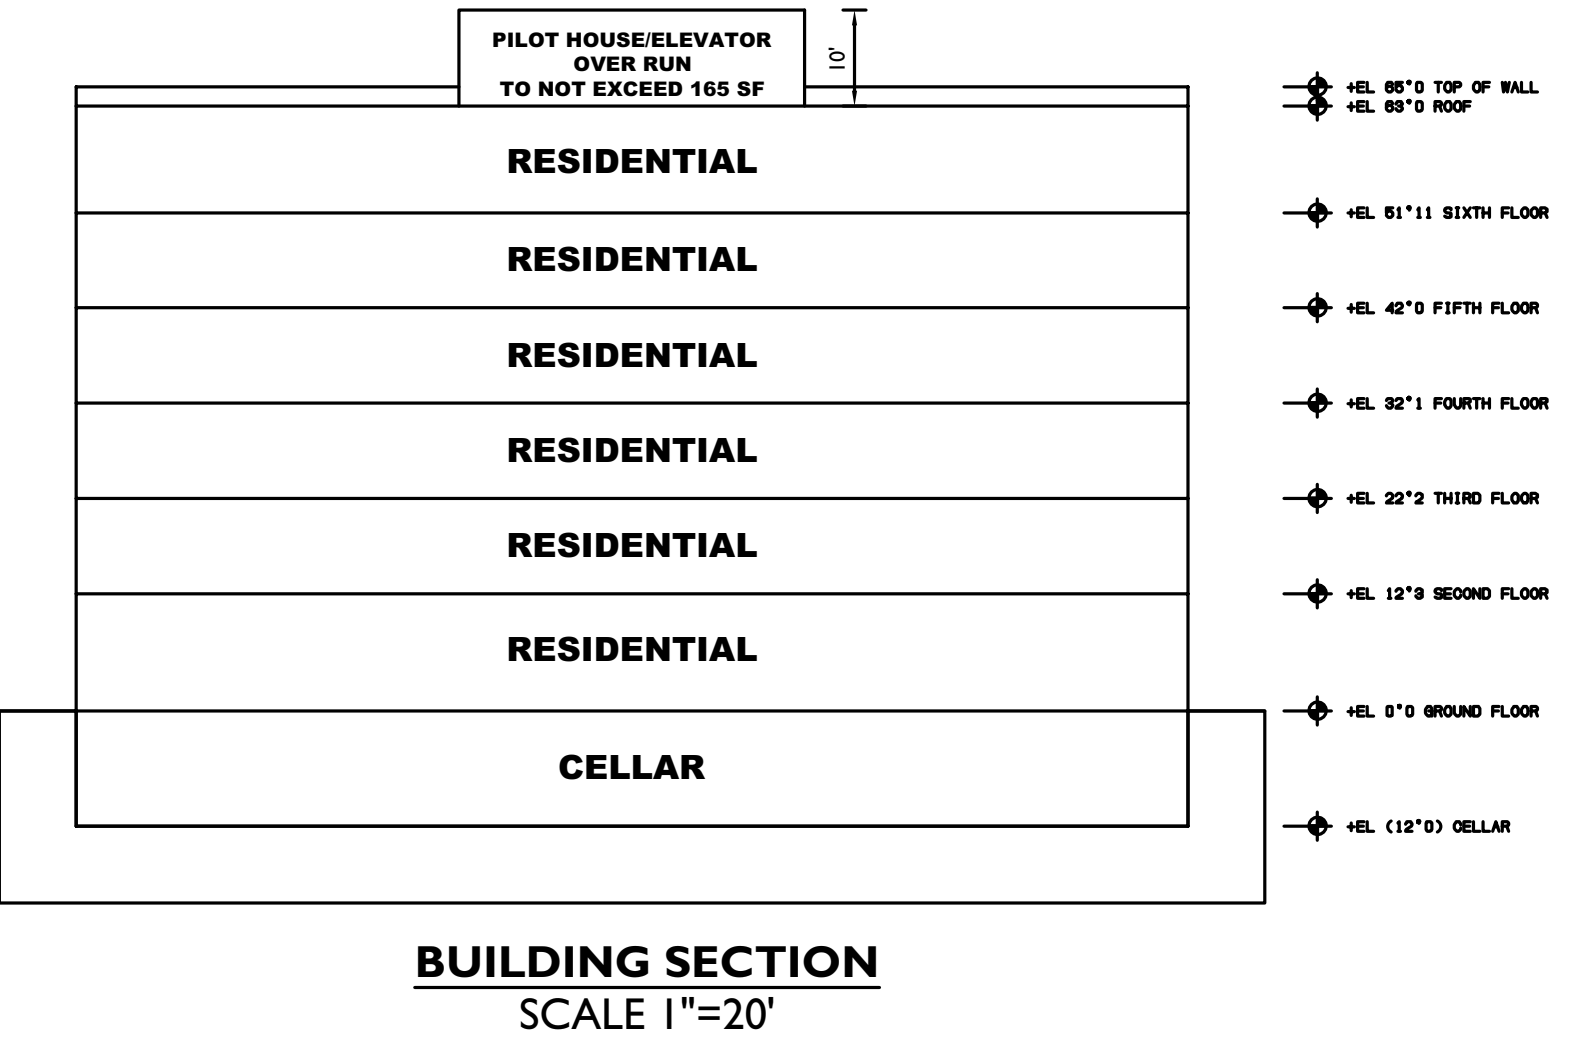 PILOT HOUSE/ELEVATOR
OVER RUN
TO NOT EXCEED 165 SF
10'
+EL 65°0 TOP OF WALL
+EL 63°0 ROOF
RESIDENTIAL
+EL 51°11 SIXTH FLOOR
RESIDENTIAL
+EL 42°0 FIFTH FLOOR
RESIDENTIAL
+EL 32°1 FOURTH FLOOR
RESIDENTIAL
+EL 22°2 THIRD FLOOR
RESIDENTIAL
+EL 12°3 SECOND FLOOR
RESIDENTIAL
+EL 0°0 GROUND FLOOR
CELLAR
+EL (12°0) CELLAR
BUILDING SECTION
SCALE 1"=20'